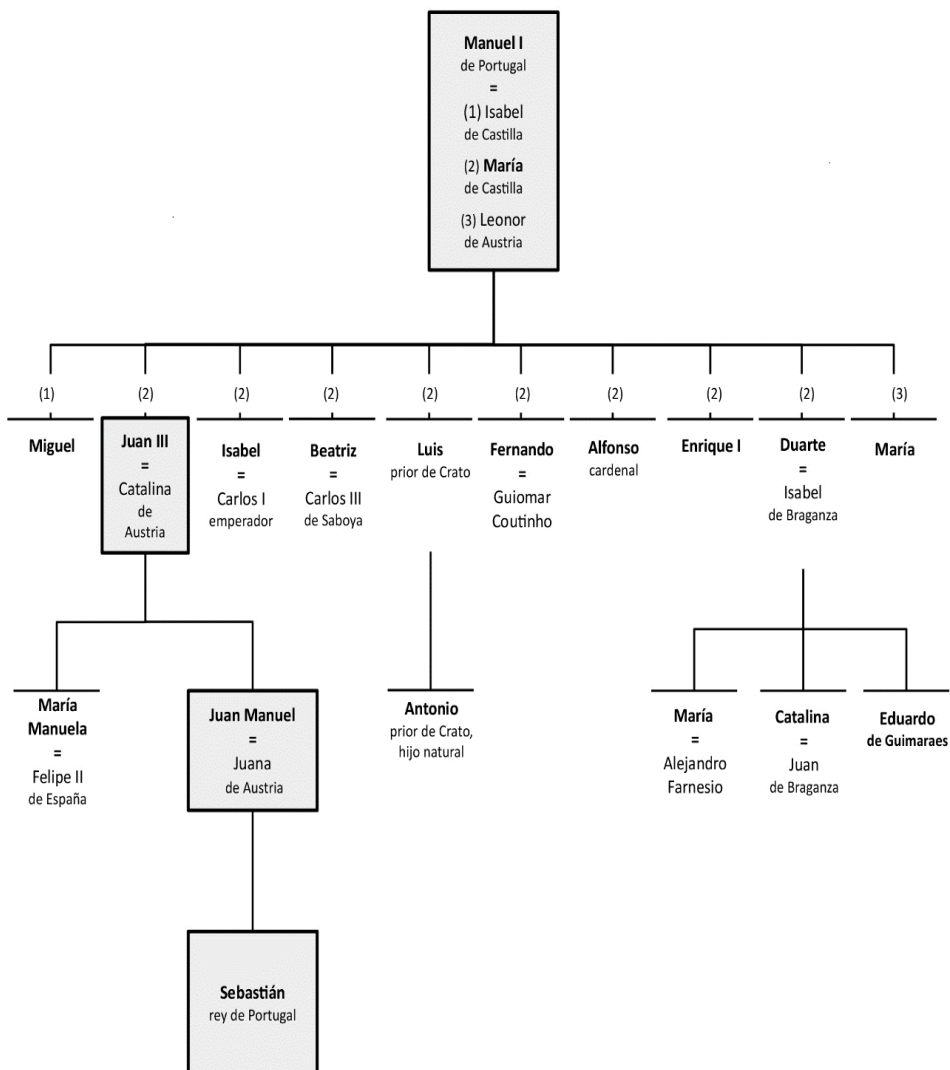 Manuel I
de Portugal
=
(1) Isabel
de Castilla
(2) María
de Castilla
(3) Leonor
de Austria
(1)
(2)
(2)
(2)
(2)
(2)
(2)
(2)
(2)
(3)
Miguel
Juan III
=
Catalina
de
Austria
Isabel
=
Carlos I
emperador
Beatriz
=
Carlos III
de Saboya
Luis
prior de Crato
Fernando
=
Guiomar
Coutinho
Alfonso
cardenal
Enrique I
Duarte
=
Isabel
de Braganza
María
María
Manuela
=
Felipe II
de España
Juan Manuel
=
Juana
de Austria
Antonio
prior de Crato,
hijo natural
María
=
Alejandro
Farnesio
Catalina
=
Juan
de Braganza
Eduardo
de Guimaraes
Sebastián
rey de Portugal